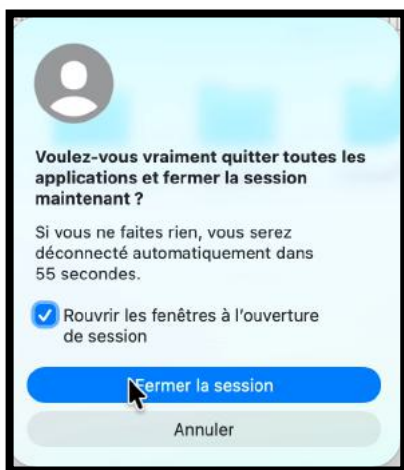 Voulez-vous vraiment quitter toutes les
applications et fermer la session
maintenant ?
Si vous ne faites rien, vous serez
déconnecté automatiquement dans
55 secondes.
Rouvrir les fenêtres à l'ouverture
de session
Fermer la session
Annuler